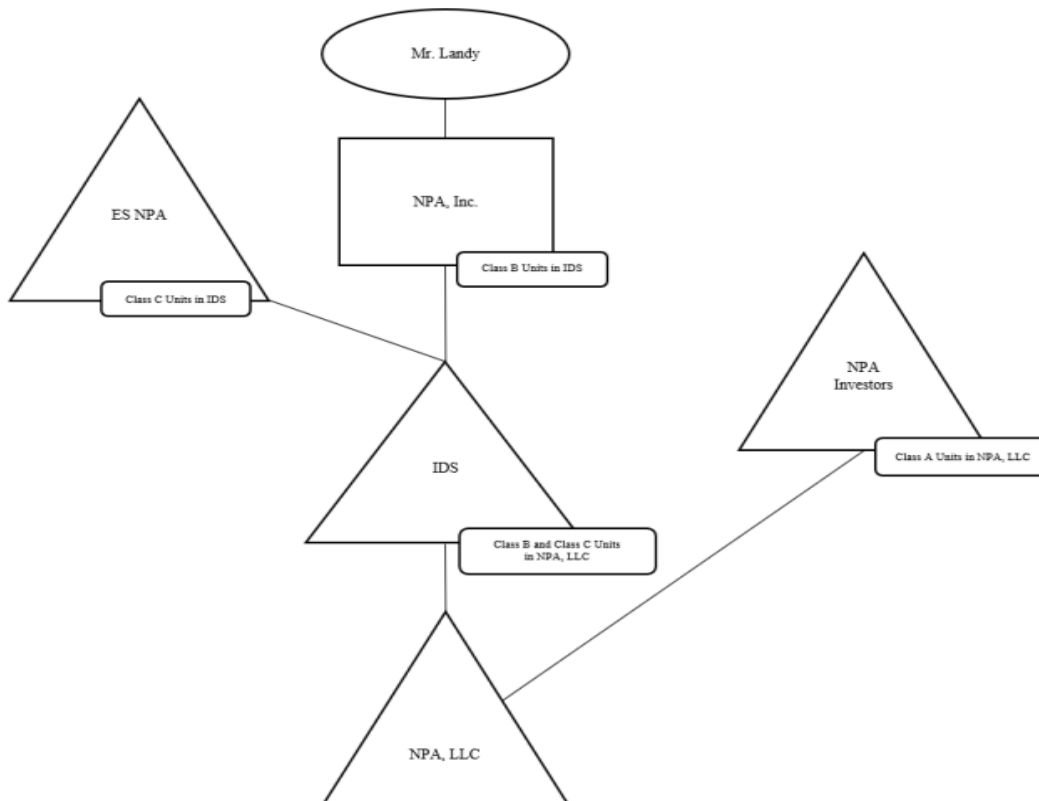 Mr. Landy
ES NPA
NPA, Inc.
Class B Units in IDS
Class C Units in IDS
NPA
Investors
Class A Units in NPA, LLC
IDS
Class B and Class C Units
in NPA, LLC
NPA, LLC